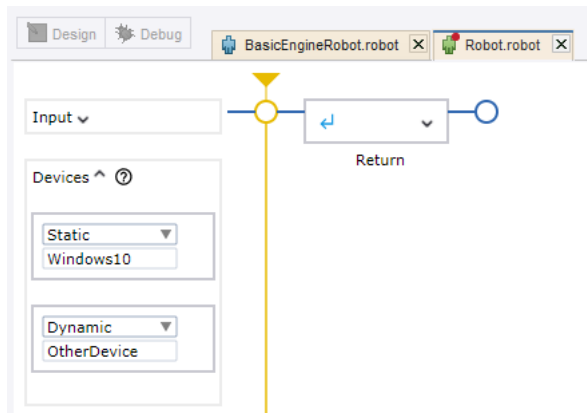 Design
Debug
BasicEngineRobot.robot
Robot.robot
Input
Return
Devices
Static
Windows10
Dynamic
OtherDevice